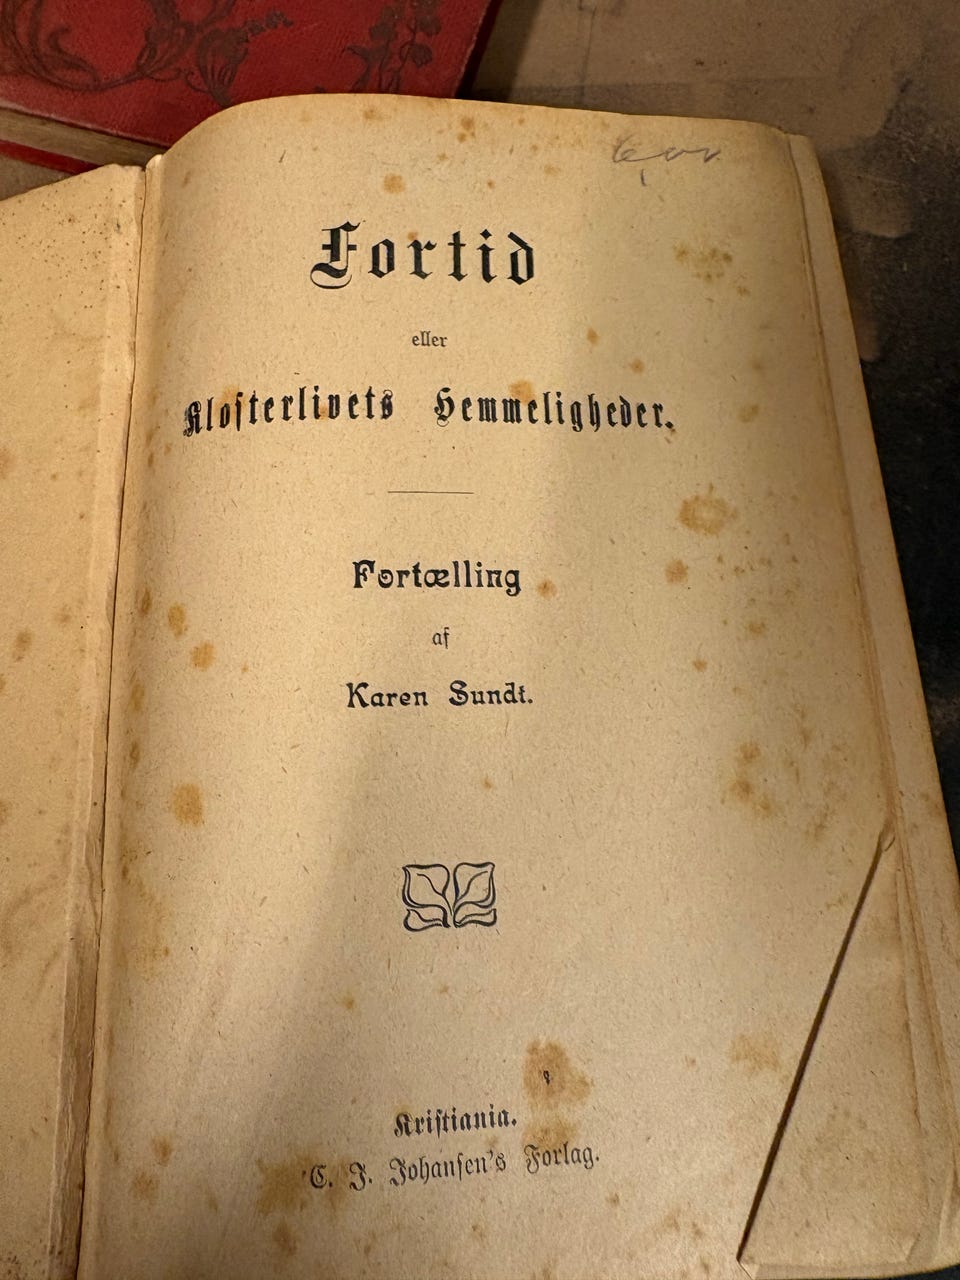 Fortid
eller
Klosterlivets Hemmeligheder.
Fortælling
af
Karen Sundt.
Kristiania.
C. J. Johansen's Forlag.